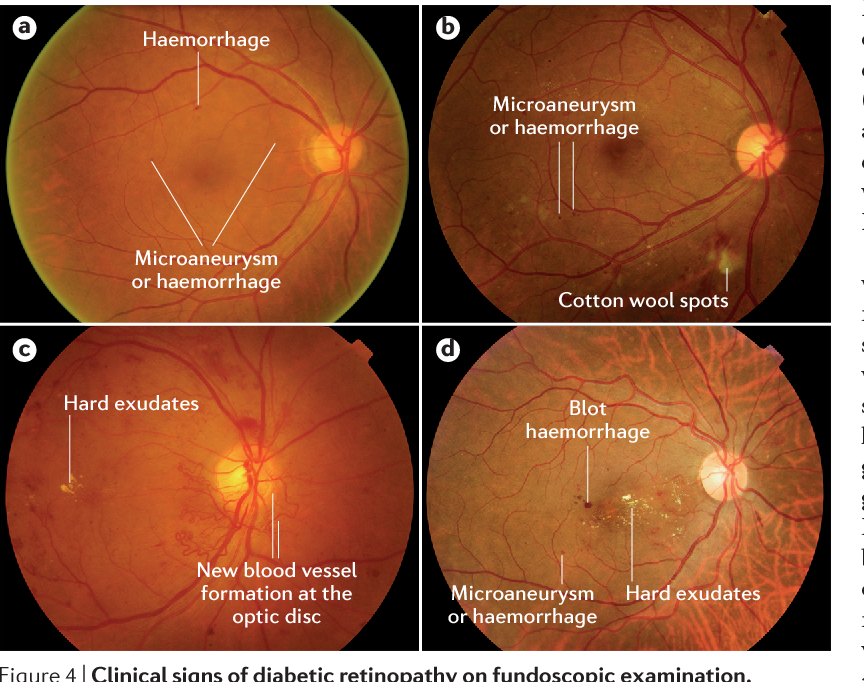 a
Haemorrhage
Microaneurysm
or haemorrhage
b
Microaneurysm
or haemorrhage
Cotton wool spots
c
Hard exudates
New blood vessel
formation at the
optic disc
d
Blot
haemorrhage
Microaneurysm
or haemorrhage
Hard exudates
Figure 4 | Clinical signs of diabetic retinopathy on fundoscopic examination.